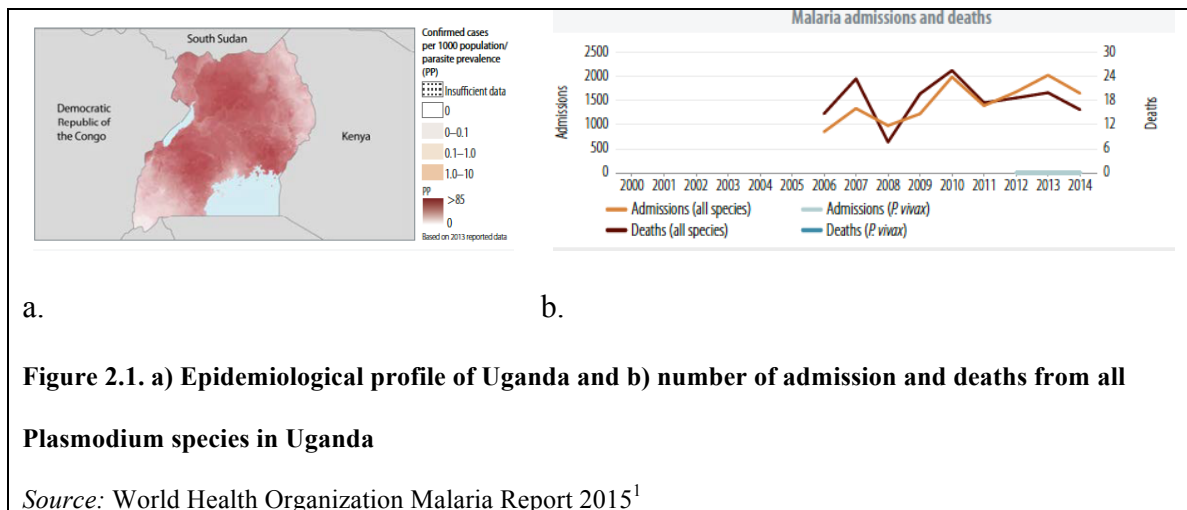 South Sudan
Democratic
Republic of
the Congo
Kenya
Confirmed cases
per 1000 population/
parasite prevalence
(PP)
Insufficient data
0
0–0.1
0.1–1.0
1.0–10
PP
>85
0
Based on 2013 reported data
Malaria admissions and deaths
2500
2000
1500
1000
500
0
Admissions
30
24
18
12
6
0
Deaths
2000 2001 2002 2003 2004 2005 2006 2007 2008 2009 2010 2011 2012 2013 2014
Admissions (all species) Admissions (P. vivax)
Deaths (all species) Deaths (P. vivax)
a. b.
Figure 2.1. a) Epidemiological profile of Uganda and b) number of admission and deaths from all
Plasmodium species in Uganda
Source: World Health Organization Malaria Report 2015¹